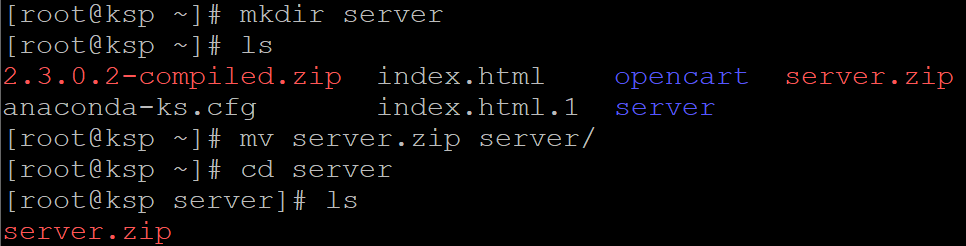 [root@ksp ~]# mkdir server
[root@ksp ~]# ls
2.3.0.2-compiled.zip  index.html    opencart  server.zip
anaconda-ks.cfg       index.html.1  server
[root@ksp ~]# mv server.zip server/
[root@ksp ~]# cd server
[root@ksp server]# ls
server.zip